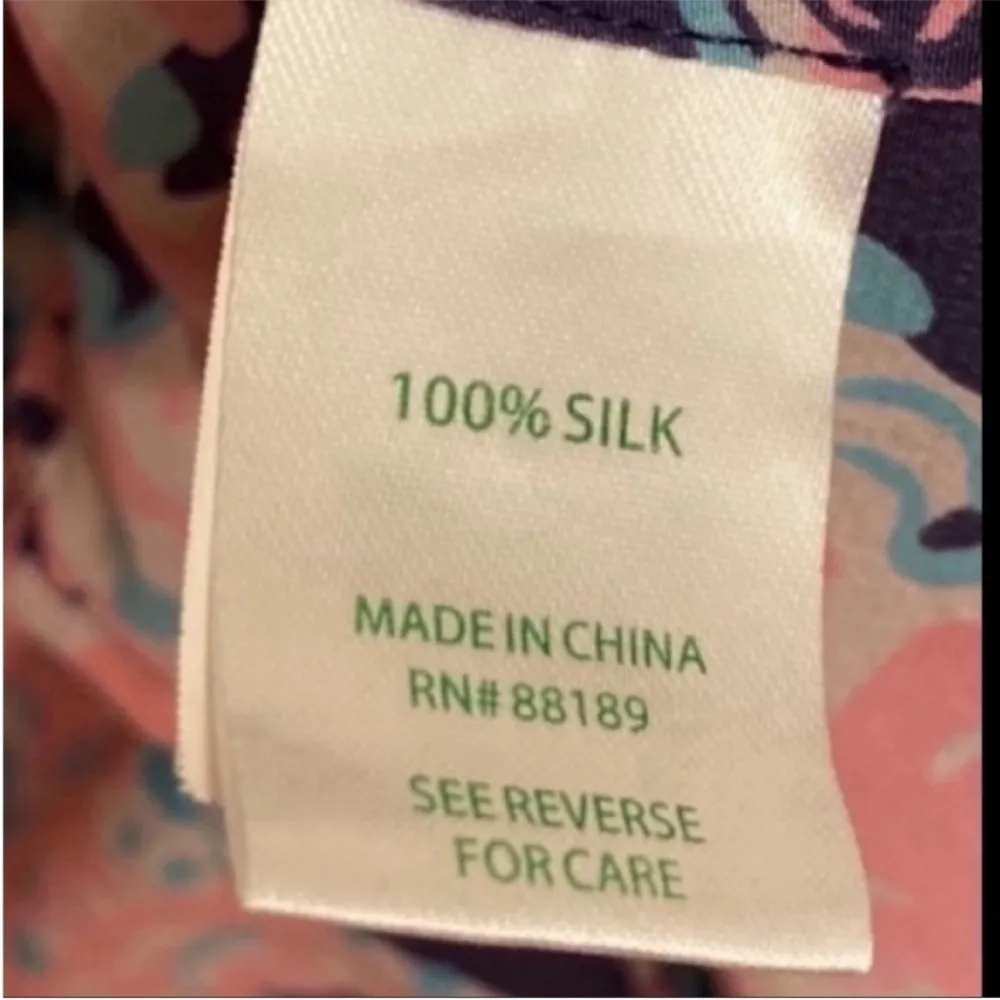 100% SILK
MADE IN CHINA
RN# 88189
SEE REVERSE
FOR CARE